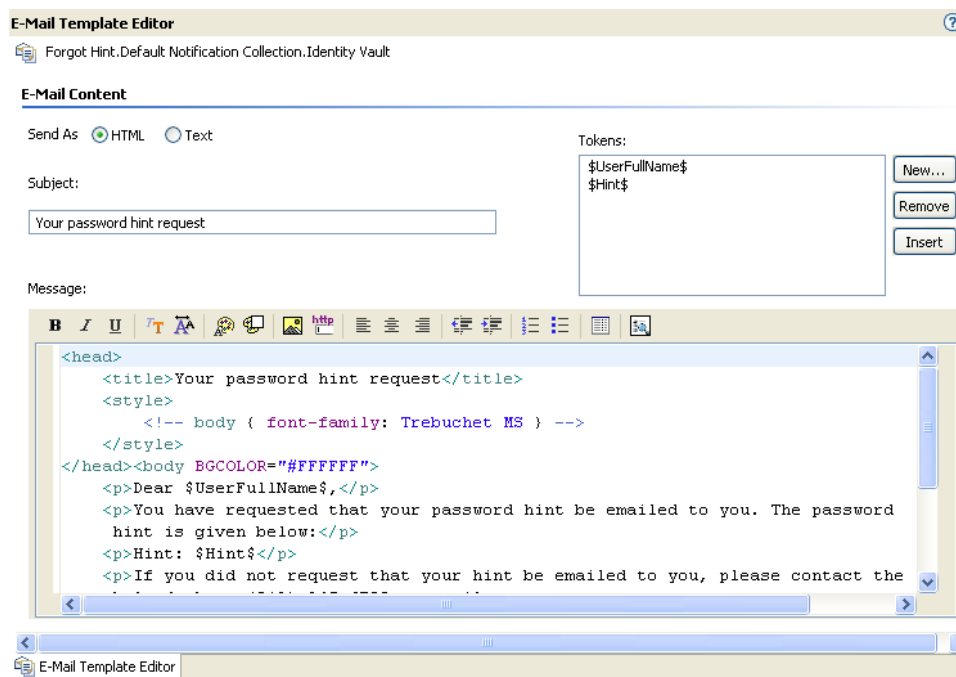 E-Mail Template Editor
Forgot Hint.Default Notification Collection.Identity Vault
E-Mail Content
Send As HTML Text
Tokens:
$UserFullName$
$Hint$
New...
Remove
Insert
Subject:
Your password hint request
Message:
B I U TT AA http
<head>
<title>Your password hint request</title>
<style>
<!-- body { font-family: Trebuchet MS } -->
</style>
</head><body BGCOLOR="#FFFFFF">
<p>Dear $UserFullName$,</p>
<p>You have requested that your password hint be emailed to you. The password
hint is given below:</p>
<p>Hint: $Hint$</p>
<p>If you did not request that your hint be emailed to you, please contact the
E-Mail Template Editor